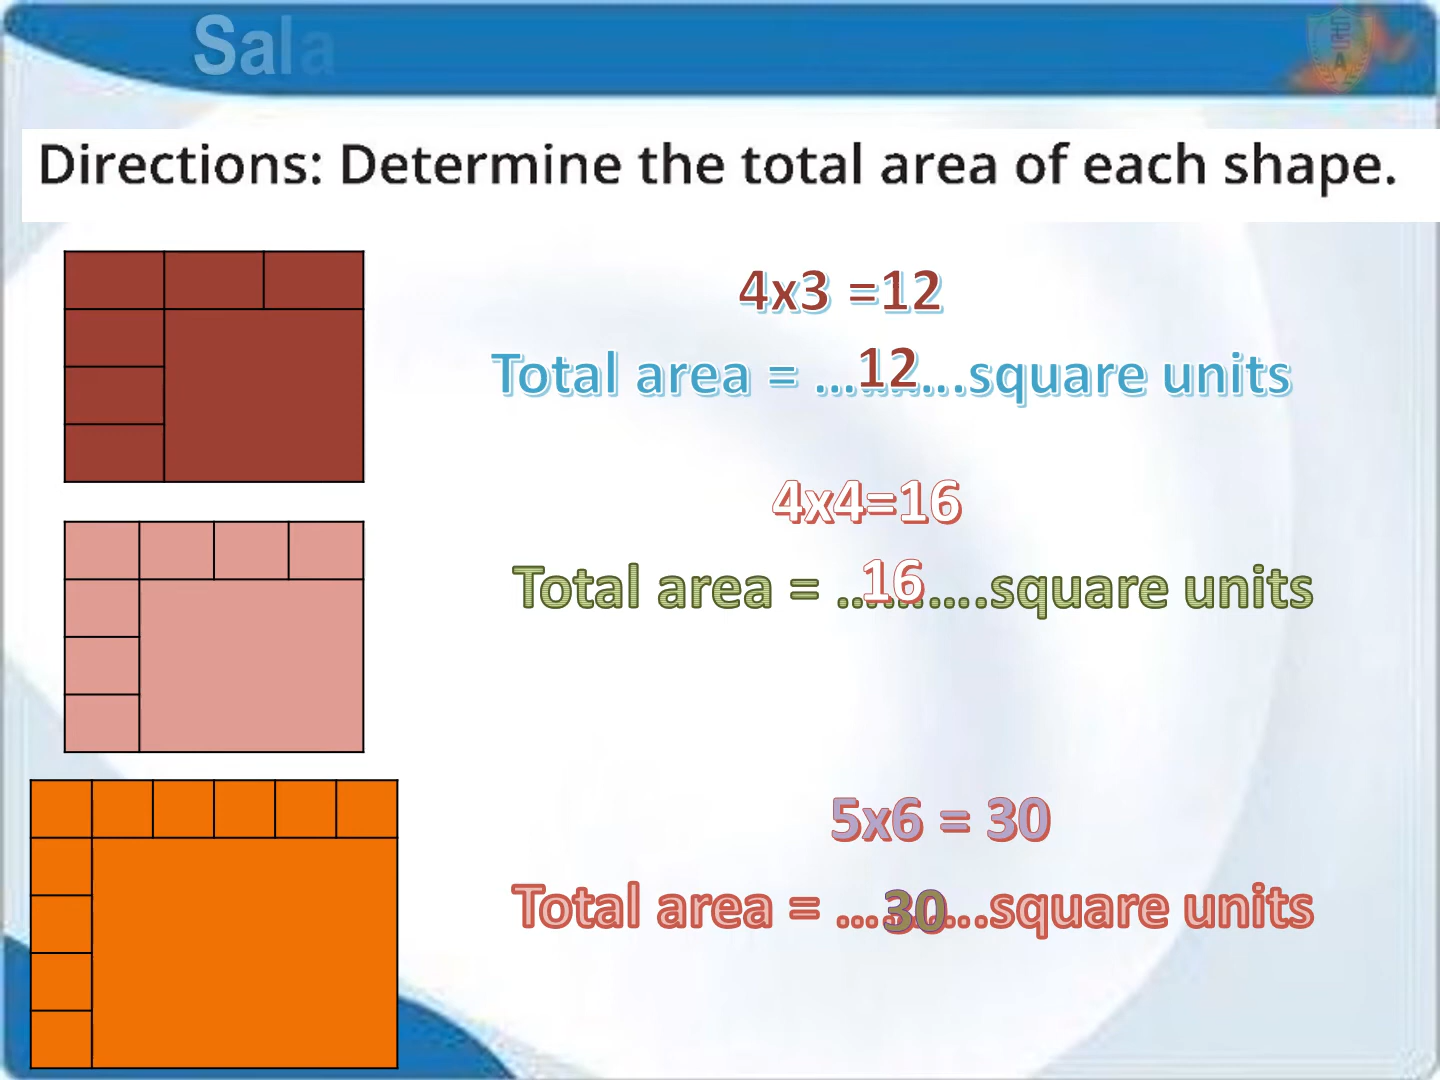 Sala
Directions: Determine the total area of each shape.
4x3 =12
Total area = ...12...square units
4x4=16
Total area = ...16....square units
5x6 = 30
Total area = ...30...square units